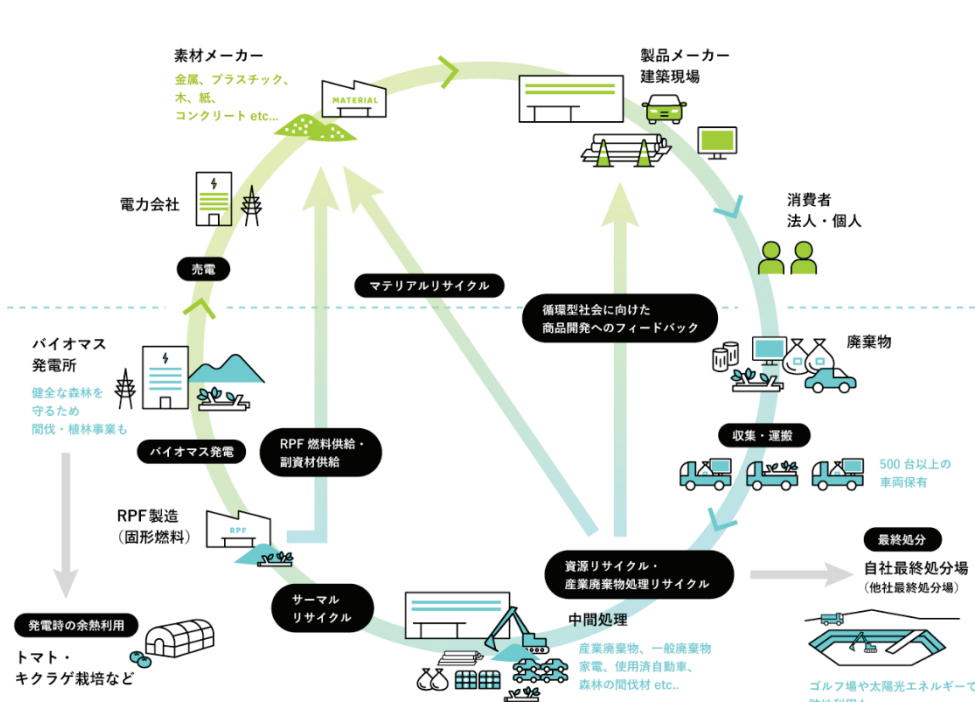 素材メーカー
金属、プラスチック、
木、紙、
コンクリート etc...
MATERIAL
製品メーカー
建築現場
電力会社
消費者
法人・個人
売電
マテリアルリサイクル
循環型社会に向けた
商品開発へのフィードバック
バイオマス
発電所
健全な森林を
守るため
間伐・植林事業も
廃棄物
バイオマス発電
RPF 燃料供給・
副資材供給
収集・運搬
500 台以上の
車両保有
RPF 製造
(固形燃料)
RPF
最終処分
自社最終処分場
(他社最終処分場)
資源リサイクル・
産業廃棄物処理リサイクル
サーマル
リサイクル
中間処理
産業廃棄物、一般廃棄物
家電、使用済自動車、
森林の間伐材 etc..
発電時の余熱利用
トマト・
キクラゲ栽培など
ゴルフ場や太陽光エネルギーで